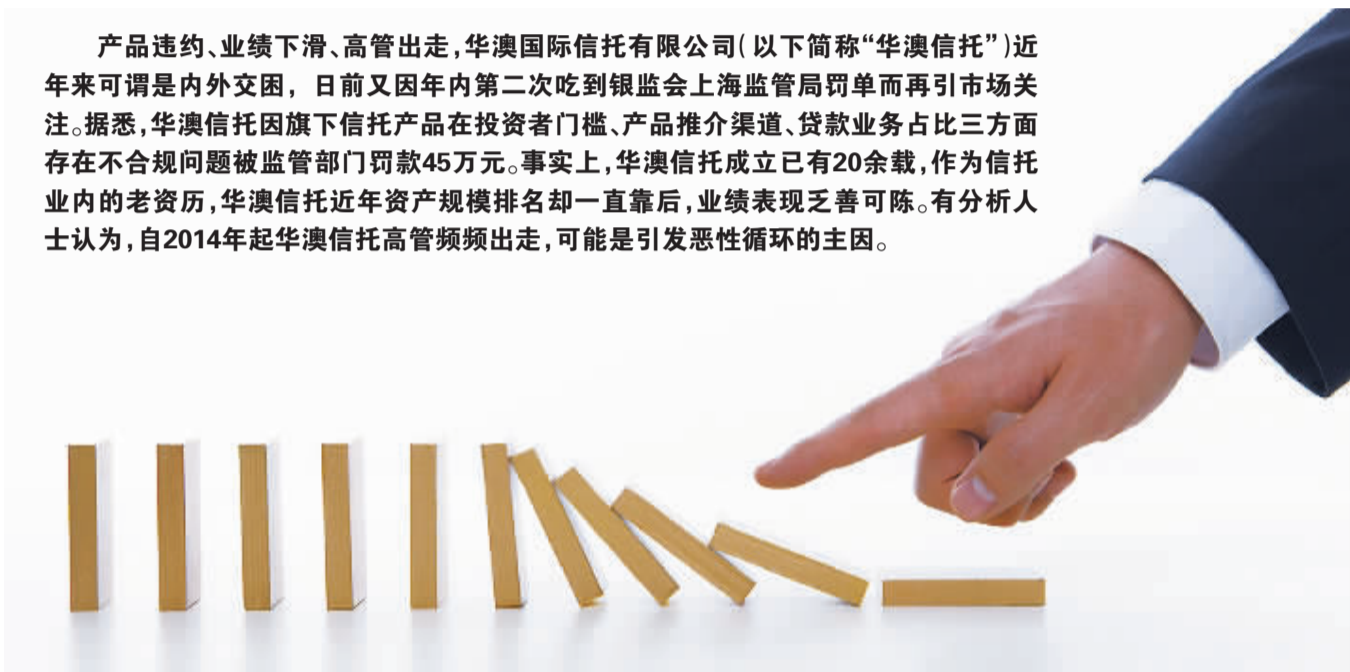 产品违约、业绩下滑、高管出走,华澳国际信托有限公司(以下简称“华澳信托”)近
年来可谓是内外交困，日前又因年内第二次吃到银监会上海监管局罚单而再引市场关
注。据悉,华澳信托因旗下信托产品在投资者门槛、产品推介渠道、贷款业务占比三方面
存在不合规问题被监管部门罚款45万元。事实上,华澳信托成立已有20余载,作为信托
业内的老资历,华澳信托近年资产规模排名却一直靠后,业绩表现乏善可陈。有分析人
士认为,自2014年起华澳信托高管频频出走,可能是引发恶性循环的主因。